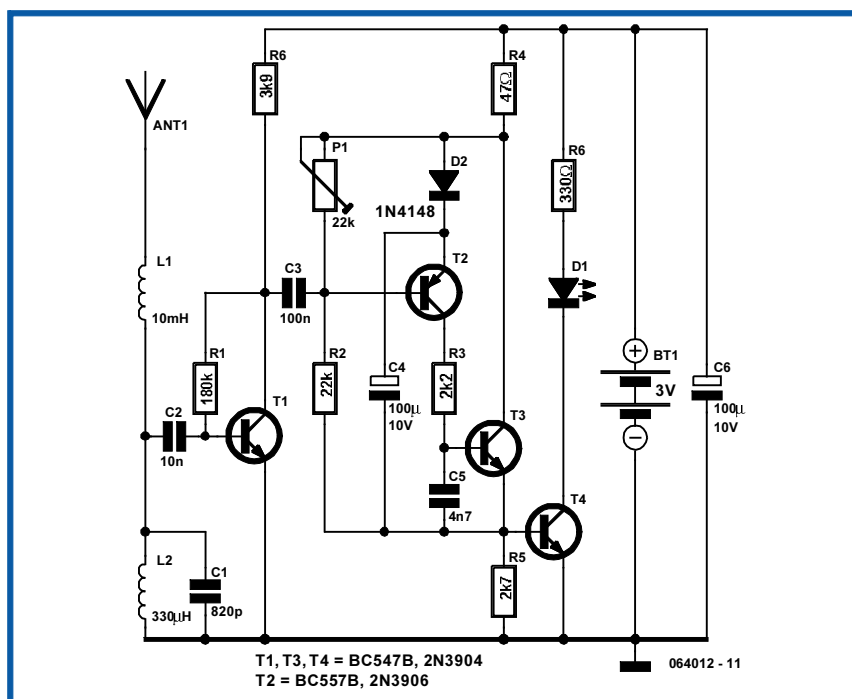 R6
3k9
R4
47Ω
ANT1
P1
22k
D2
1N4148
R6
330Ω
T2
D1
L1
10mH
C3
100n
R1
180k
R2
22k
C4
100µ
10V
R3
2k2
BT1
3V
C6
100µ
10V
C2
10n
T1
T3
C5
4n7
T4
L2
330µH
C1
820p
R5
2k7
T1, T3, T4 = BC547B, 2N3904
T2 = BC557B, 2N3906
064012 - 11